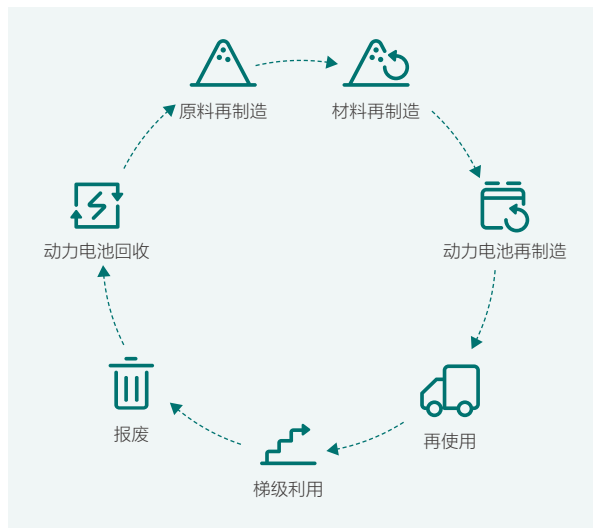 原料再制造
材料再制造
动力电池回收
动力电池再制造
报废
再使用
梯级利用